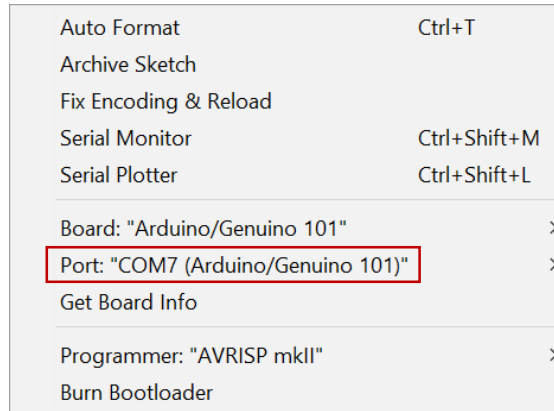 Auto Format Ctrl+T
Archive Sketch
Fix Encoding & Reload
Serial Monitor Ctrl+Shift+M
Serial Plotter Ctrl+Shift+L
Board: "Arduino/Genuino 101"
Port: "COM7 (Arduino/Genuino 101)"
Get Board Info
Programmer: "AVRISP mkII"
Burn Bootloader